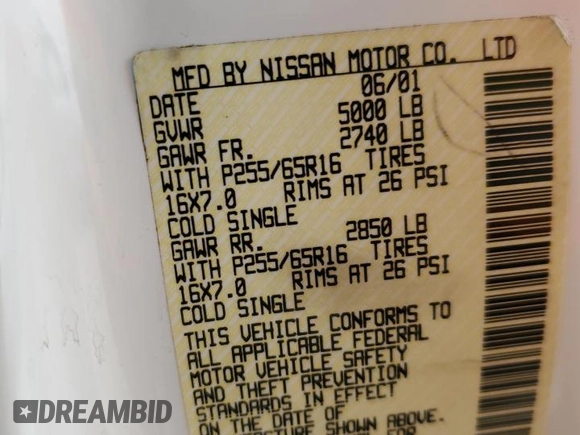 MFD BY NISSAN MOTOR CO. LTD
DATE 06/01
GVWR 5000 LB
GAWR FR. 2740 LB
WITH P255/65R16 TIRES
16X7.0 RIMS AT 26 PSI
COLD SINGLE
GAWR RR. 2850 LB
WITH P255/65R16 TIRES
16X7.0 RIMS AT 26 PSI
COLD SINGLE
THIS VEHICLE CONFORMS TO
ALL APPLICABLE FEDERAL
MOTOR VEHICLE SAFETY
AND THEFT PREVENTION
STANDARDS IN EFFECT
ON THE DATE OF
SHOWN ABOVE.
DREAMBID